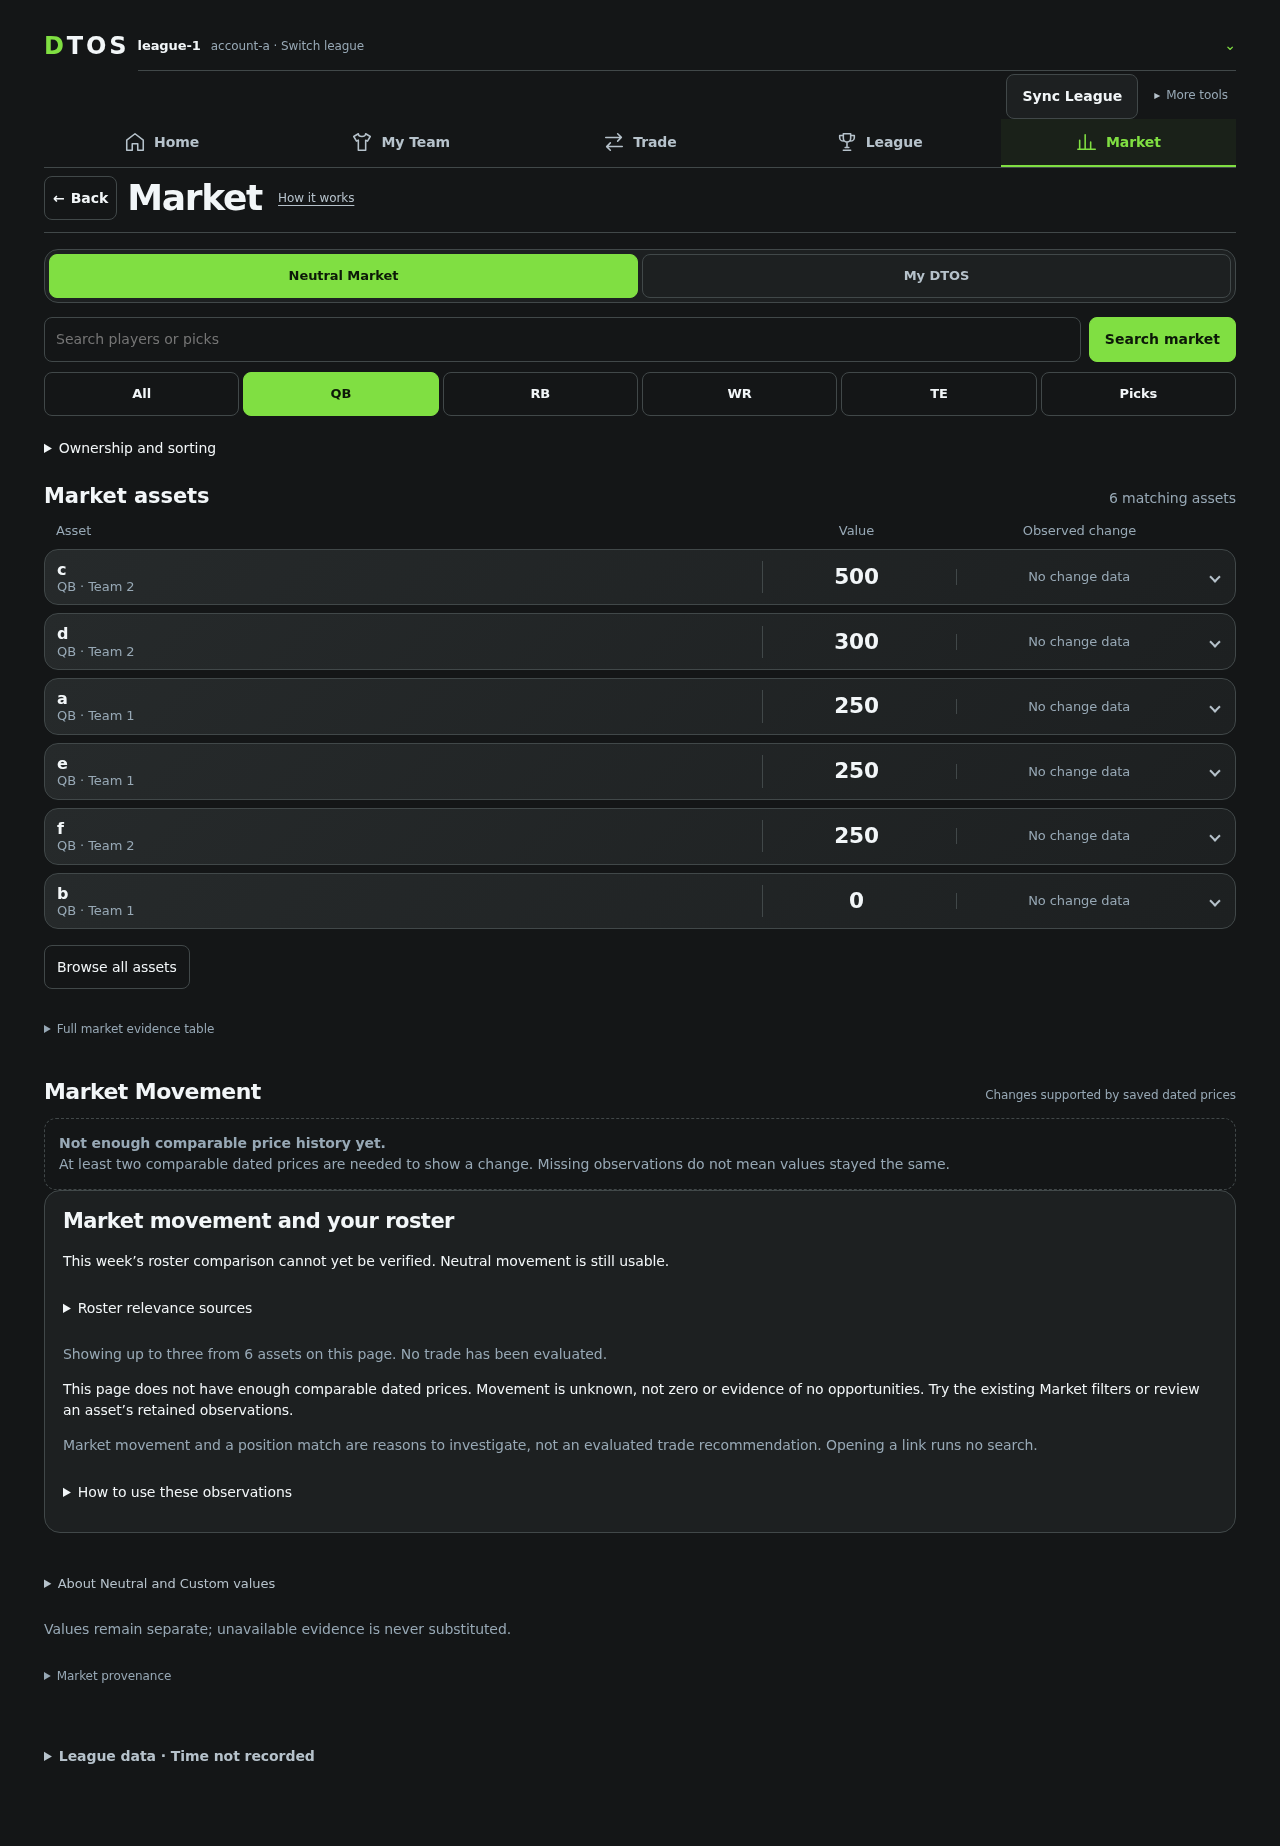 DTOS league-1 account-a · Switch league
Sync League ▸ More tools
Home My Team Trade League Market
← Back Market How it works
Neutral Market My DTOS
Search players or picks Search market
All QB RB WR TE Picks
▶ Ownership and sorting
Market assets 6 matching assets
Asset Value Observed change
c
QB · Team 2 500 No change data
d
QB · Team 2 300 No change data
a
QB · Team 1 250 No change data
e
QB · Team 1 250 No change data
f
QB · Team 2 250 No change data
b
QB · Team 1 0 No change data
Browse all assets
▶ Full market evidence table
Market Movement Changes supported by saved dated prices
Not enough comparable price history yet.
At least two comparable dated prices are needed to show a change. Missing observations do not mean values stayed the same.
Market movement and your roster
This week’s roster comparison cannot yet be verified. Neutral movement is still usable.
▶ Roster relevance sources
Showing up to three from 6 assets on this page. No trade has been evaluated.
This page does not have enough comparable dated prices. Movement is unknown, not zero or evidence of no opportunities. Try the existing Market filters or review
an asset’s retained observations.
Market movement and a position match are reasons to investigate, not an evaluated trade recommendation. Opening a link runs no search.
▶ How to use these observations
▶ About Neutral and Custom values
Values remain separate; unavailable evidence is never substituted.
▶ Market provenance
▶ League data · Time not recorded